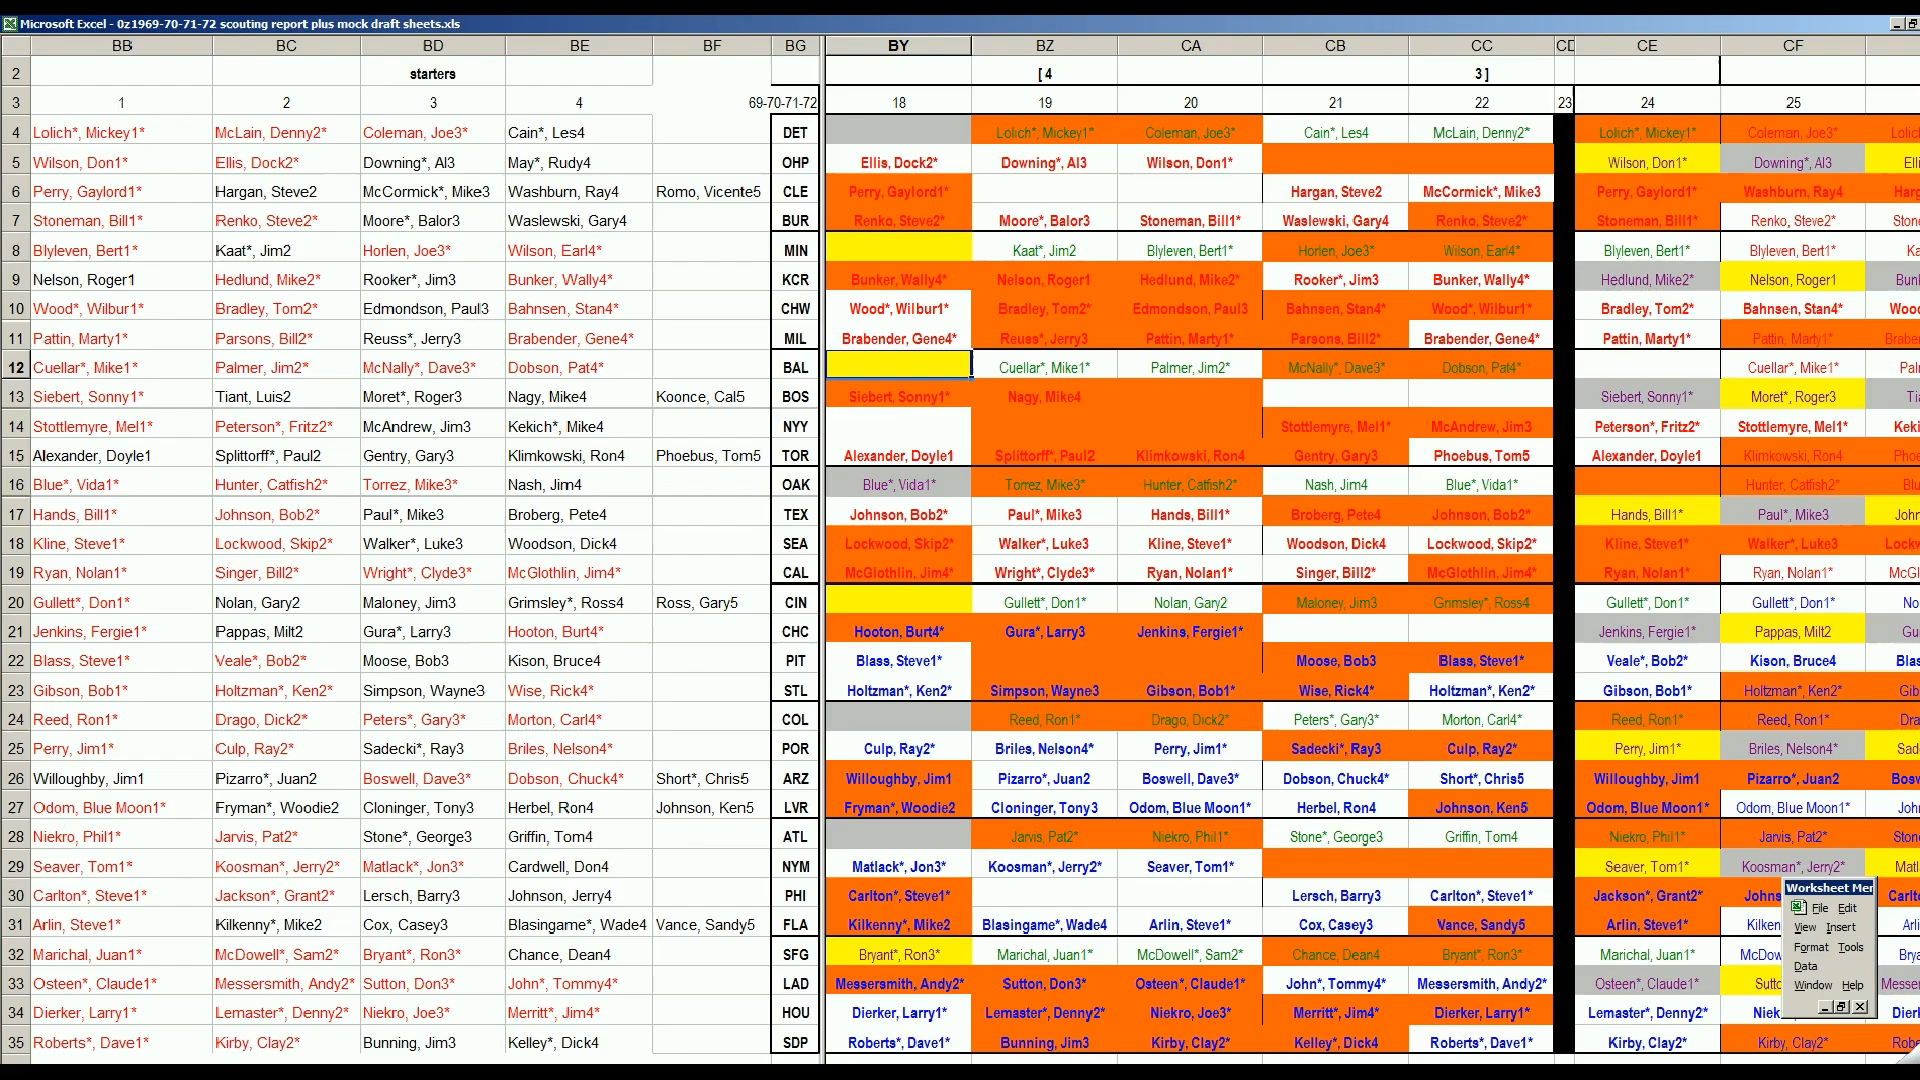 Microsoft Excel - 0z1969-70-71-72 scouting report plus mock draft sheets.xls
BB BC BD BE BF BG BY BZ CA CB CC CD CE CF
2 starters [ 4 3 ]
3 1 2 3 4 69-70-71-72 18 19 20 21 22 23 24 25
4 Lolich*, Mickey1* McLain, Denny2* Coleman, Joe3* Cain*, Les4 DET Lolich*, Mickey1* Coleman, Joe3* Cain*, Les4 McLain, Denny2* Lolich*, Mickey1* Coleman, Joe3* Lolic
5 Wilson, Don1* Ellis, Dock2* Downing*, Al3 May*, Rudy4 OHP Ellis, Dock2* Downing*, Al3 Wilson, Don1* Wilson, Don1* Downing*, Al3 Elli
6 Perry, Gaylord1* Hargan, Steve2 McCormick*, Mike3 Washburn, Ray4 Romo, Vicente5 CLE Perry, Gaylord1* Hargan, Steve2 McCormick*, Mike3 Perry, Gaylord1* Washburn, Ray4 Harg
7 Stoneman, Bill1* Renko, Steve2* Moore*, Balor3 Waslewski, Gary4 BUR Renko, Steve2* Moore*, Balor3 Stoneman, Bill1* Waslewski, Gary4 Renko, Steve2* Stoneman, Bill1* Renko, Steve2* Stone
8 Blyleven, Bert1* Kaat*, Jim2 Horlen, Joe3* Wilson, Earl4* MIN Kaat*, Jim2 Blyleven, Bert1* Horlen, Joe3* Wilson, Earl4* Blyleven, Bert1* Blyleven, Bert1* Ka
9 Nelson, Roger1 Hedlund, Mike2* Rooker*, Jim3 Bunker, Wally4* KCR Bunker, Wally4* Nelson, Roger1 Hedlund, Mike2* Rooker*, Jim3 Bunker, Wally4* Hedlund, Mike2* Nelson, Roger1 Bunk
10 Wood*, Wilbur1* Bradley, Tom2* Edmondson, Paul3 Bahnsen, Stan4* CHW Wood*, Wilbur1* Bradley, Tom2* Edmondson, Paul3 Bahnsen, Stan4* Wood*, Wilbur1* Bradley, Tom2* Bahnsen, Stan4* Wood
11 Pattin, Marty1* Parsons, Bill2* Reuss*, Jerry3 Brabender, Gene4* MIL Brabender, Gene4* Reuss*, Jerry3 Pattin, Marty1* Parsons, Bill2* Brabender, Gene4* Pattin, Marty1* Pattin, Marty1* Brabe
12 Cuellar*, Mike1* Palmer, Jim2* McNally*, Dave3* Dobson, Pat4* BAL Cuellar*, Mike1* Palmer, Jim2* McNally*, Dave3* Dobson, Pat4* Cuellar*, Mike1* Paln
13 Siebert, Sonny1* Tiant, Luis2 Moret*, Roger3 Nagy, Mike4 Koonce, Cal5 BOS Siebert, Sonny1* Nagy, Mike4 Siebert, Sonny1* Moret*, Roger3 Tia
14 Stottlemyre, Mel1* Peterson*, Fritz2* McAndrew, Jim3 Kekich*, Mike4 NYY Stottlemyre, Mel1* McAndrew, Jim3 Peterson*, Fritz2* Stottlemyre, Mel1* Keki
15 Alexander, Doyle1 Splittorff*, Paul2 Gentry, Gary3 Klimkowski, Ron4 Phoebus, Tom5 TOR Alexander, Doyle1 Splittorff*, Paul2 Klimkowski, Ron4 Gentry, Gary3 Phoebus, Tom5 Alexander, Doyle1 Klimkowski, Ron4 Phoe
16 Blue*, Vida1* Hunter, Catfish2* Torrez, Mike3* Nash, Jim4 OAK Blue*, Vida1* Torrez, Mike3* Hunter, Catfish2* Nash, Jim4 Blue*, Vida1* Hunter, Catfish2* Blu
17 Hands, Bill1* Johnson, Bob2* Paul*, Mike3 Broberg, Pete4 TEX Johnson, Bob2* Paul*, Mike3 Hands, Bill1* Broberg, Pete4 Johnson, Bob2* Hands, Bill1* Paul*, Mike3 John
18 Kline, Steve1* Lockwood, Skip2* Walker*, Luke3 Woodson, Dick4 SEA Lockwood, Skip2* Walker*, Luke3 Kline, Steve1* Woodson, Dick4 Lockwood, Skip2* Kline, Steve1* Walker*, Luke3 Lockw
19 Ryan, Nolan1* Singer, Bill2* Wright*, Clyde3* McGlothlin, Jim4* CAL McGlothlin, Jim4* Wright*, Clyde3* Ryan, Nolan1* Singer, Bill2* McGlothlin, Jim4* Ryan, Nolan1* Ryan, Nolan1* McGl
20 Gullett*, Don1* Nolan, Gary2 Maloney, Jim3 Grimsley*, Ross4 Ross, Gary5 CIN Gullett*, Don1* Nolan, Gary2 Maloney, Jim3 Grimsley*, Ross4 Gullett*, Don1* Gullett*, Don1* No
21 Jenkins, Fergie1* Pappas, Milt2 Gura*, Larry3 Hooton, Burt4* CHC Hooton, Burt4* Gura*, Larry3 Jenkins, Fergie1* Jenkins, Fergie1* Pappas, Milt2 Gu
22 Blass, Steve1* Veale*, Bob2* Moose, Bob3 Kison, Bruce4 PIT Blass, Steve1* Moose, Bob3 Blass, Steve1* Veale*, Bob2* Kison, Bruce4 Blas
23 Gibson, Bob1* Holtzman*, Ken2* Simpson, Wayne3 Wise, Rick4* STL Holtzman*, Ken2* Simpson, Wayne3 Gibson, Bob1* Wise, Rick4* Holtzman*, Ken2* Gibson, Bob1* Holtzman*, Ken2* Gib
24 Reed, Ron1* Drago, Dick2* Peters*, Gary3* Morton, Carl4* COL Reed, Ron1* Drago, Dick2* Peters*, Gary3* Morton, Carl4* Reed, Ron1* Reed, Ron1* Dra
25 Perry, Jim1* Culp, Ray2* Sadecki*, Ray3 Briles, Nelson4* POR Culp, Ray2* Briles, Nelson4* Perry, Jim1* Sadecki*, Ray3 Culp, Ray2* Perry, Jim1* Briles, Nelson4* Sad
26 Willoughby, Jim1 Pizarro*, Juan2 Boswell, Dave3* Dobson, Chuck4* Short*, Chris5 ARZ Willoughby, Jim1 Pizarro*, Juan2 Boswell, Dave3* Dobson, Chuck4* Short*, Chris5 Willoughby, Jim1 Pizarro*, Juan2 Bosw
27 Odom, Blue Moon1* Fryman*, Woodie2 Cloninger, Tony3 Herbel, Ron4 Johnson, Ken5 LVR Fryman*, Woodie2 Cloninger, Tony3 Odom, Blue Moon1* Herbel, Ron4 Johnson, Ken5 Odom, Blue Moon1* Odom, Blue Moon1* John
28 Niekro, Phil1* Jarvis, Pat2* Stone*, George3 Griffin, Tom4 ATL Jarvis, Pat2* Niekro, Phil1* Stone*, George3 Griffin, Tom4 Niekro, Phil1* Jarvis, Pat2* Stone
29 Seaver, Tom1* Koosman*, Jerry2* Matlack*, Jon3* Cardwell, Don4 NYM Matlack*, Jon3* Koosman*, Jerry2* Seaver, Tom1* Seaver, Tom1* Koosman*, Jerry2* Matl
30 Carlton*, Steve1* Jackson*, Grant2* Lersch, Barry3 Johnson, Jerry4 PHI Carlton*, Steve1* Lersch, Barry3 Carlton*, Steve1* Jackson*, Grant2* Johns Carlto
31 Arlin, Steve1* Kilkenny*, Mike2 Cox, Casey3 Blasingame*, Wade4 Vance, Sandy5 FLA Kilkenny*, Mike2 Blasingame*, Wade4 Arlin, Steve1* Cox, Casey3 Vance, Sandy5 Arlin, Steve1* Kilken Arli
32 Marichal, Juan1* McDowell*, Sam2* Bryant*, Ron3* Chance, Dean4 SFG Bryant*, Ron3* Marichal, Juan1* McDowell*, Sam2* Chance, Dean4 Bryant*, Ron3* Marichal, Juan1* McDow Brya
33 Osteen*, Claude1* Messersmith, Andy2* Sutton, Don3* John*, Tommy4* LAD Messersmith, Andy2* Sutton, Don3* Osteen*, Claude1* John*, Tommy4* Messersmith, Andy2* Osteen*, Claude1* Sutto Messe
34 Dierker, Larry1* Lemaster*, Denny2* Niekro, Joe3* Merritt*, Jim4* HOU Dierker, Larry1* Lemaster*, Denny2* Niekro, Joe3* Merritt*, Jim4* Dierker, Larry1* Lemaster*, Denny2* Niek Dierk
35 Roberts*, Dave1* Kirby, Clay2* Bunning, Jim3 Kelley*, Dick4 SDP Roberts*, Dave1* Bunning, Jim3 Kirby, Clay2* Kelley*, Dick4 Roberts*, Dave1* Kirby, Clay2* Kirby, Clay2* Robe
Worksheet Mer
File Edit
View Insert
Format Tools
Data
Window Help